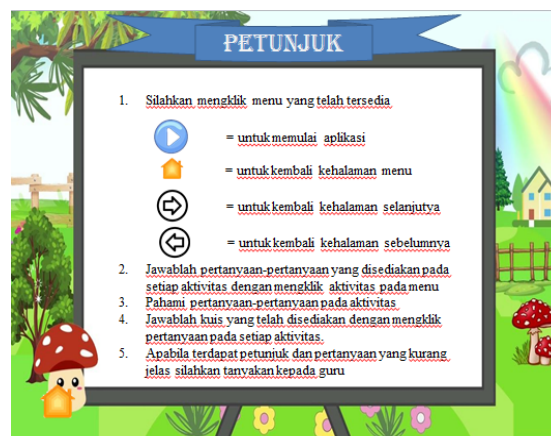 PETUNJUK
1. Silahkan mengklik menu yang telah tersedia
= untuk memulai aplikasi
= untuk kembali kehalaman menu
= untuk kembali kehalaman selanjutya
= untuk kembali kehalaman sebelumnya
2. Jawablah pertanyaan-pertanyaan yang disediakan pada
setiap aktivitas dengan mengklik aktivitas pada menu
3. Pahami pertanyaan-pertanyaan pada aktivitas
4. Jawablah kuis yang telah disediakan dengan mengklik
pertanyaan pada setiap aktivitas.
5. Apabila terdapat petunjuk dan pertanyaan yang kurang
jelas silahkan tanyakan kepada guru